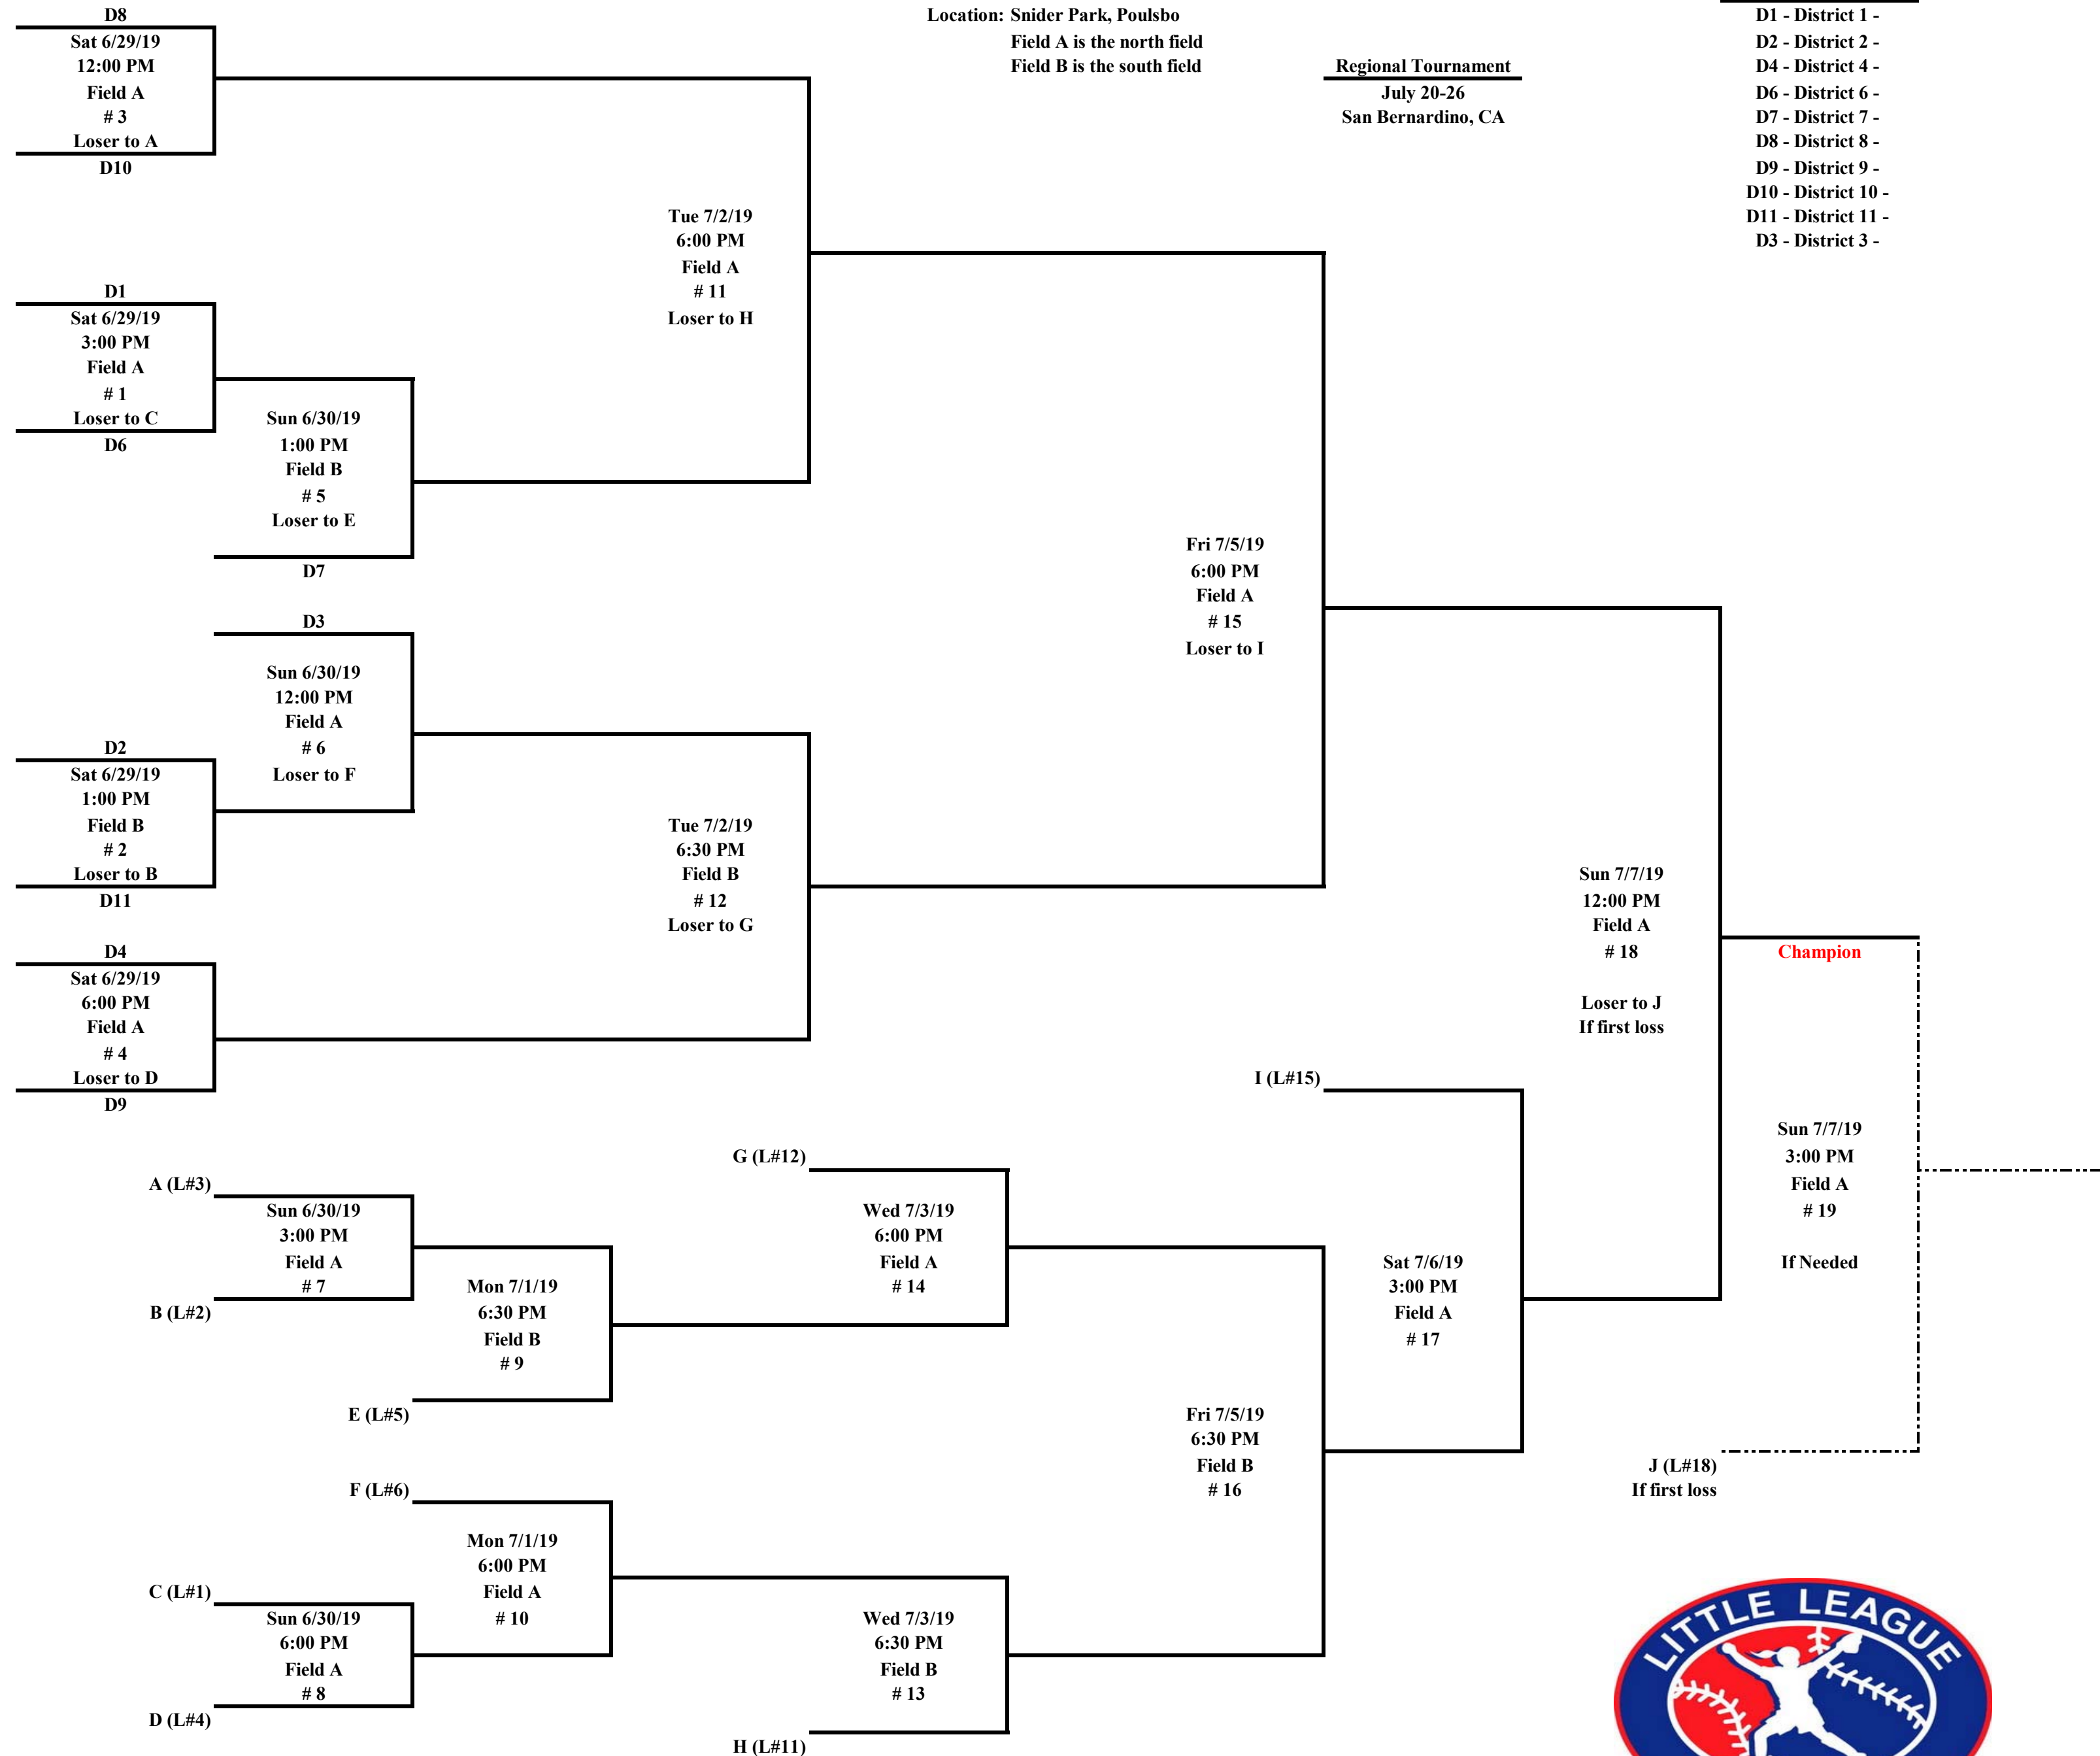 Location: Snider Park, Poulsbo
Field A is the north field
Field B is the south field
Regional Tournament
July 20-26
San Bernardino, CA
D1 - District 1 -
D2 - District 2 -
D4 - District 4 -
D6 - District 6 -
D7 - District 7 -
D8 - District 8 -
D9 - District 9 -
D10 - District 10 -
D11 - District 11 -
D3 - District 3 -
D8
Sat 6/29/19
12:00 PM
Field A
# 3
Loser to A
D10
D1
Sat 6/29/19
3:00 PM
Field A
# 1
Loser to C
D6
Sun 6/30/19
1:00 PM
Field B
# 5
Loser to E
D7
Tue 7/2/19
6:00 PM
Field A
# 11
Loser to H
D3
Sun 6/30/19
12:00 PM
Field A
# 6
Loser to F
D2
Sat 6/29/19
1:00 PM
Field B
# 2
Loser to B
D11
D4
Sat 6/29/19
6:00 PM
Field A
# 4
Loser to D
D9
Tue 7/2/19
6:30 PM
Field B
# 12
Loser to G
Fri 7/5/19
6:00 PM
Field A
# 15
Loser to I
Sun 7/7/19
12:00 PM
Field A
# 18
Loser to J
If first loss
Champion
Sun 7/7/19
3:00 PM
Field A
# 19
If Needed
J (L#18)
If first loss
A (L#3)
Sun 6/30/19
3:00 PM
Field A
# 7
B (L#2)
Mon 7/1/19
6:30 PM
Field B
# 9
E (L#5)
G (L#12)
Wed 7/3/19
6:00 PM
Field A
# 14
I (L#15)
Sat 7/6/19
3:00 PM
Field A
# 17
Fri 7/5/19
6:30 PM
Field B
# 16
F (L#6)
Mon 7/1/19
6:00 PM
Field A
# 10
C (L#1)
Sun 6/30/19
6:00 PM
Field A
# 8
D (L#4)
Wed 7/3/19
6:30 PM
Field B
# 13
H (L#11)
LITTLE LEAGUE